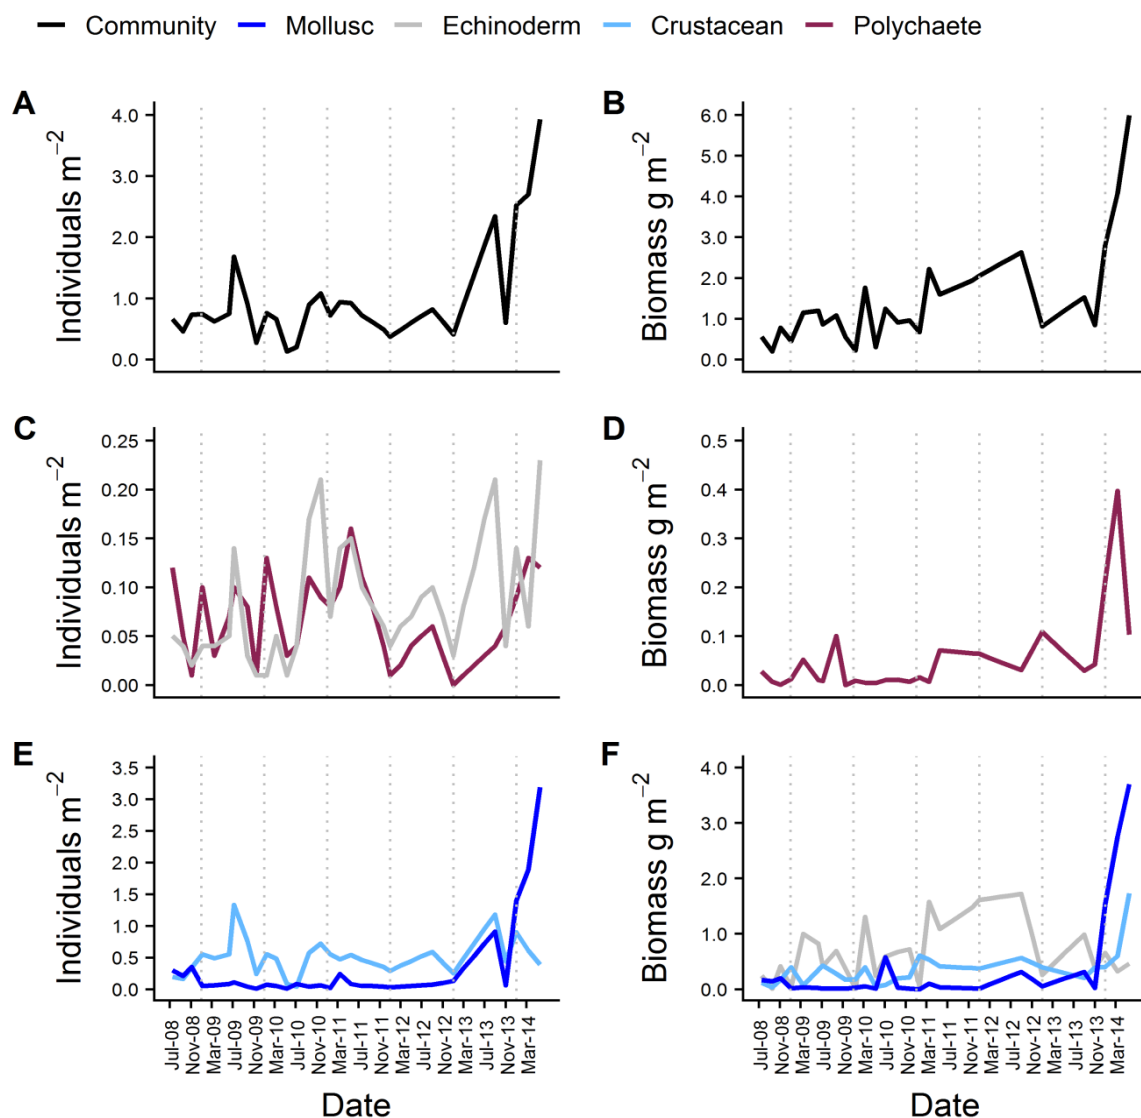 Community Mollusc Echinoderm Crustacean Polychaete
A
Individuals m−2
4.0
3.0
2.0
1.0
0.0
B
Biomass g m−2
6.0
5.0
4.0
3.0
2.0
1.0
0.0
C
Individuals m−2
0.25
0.20
0.15
0.10
0.05
0.00
D
Biomass g m−2
0.5
0.4
0.3
0.2
0.1
0.0
E
Individuals m−2
3.5
3.0
2.5
2.0
1.5
1.0
0.5
0.0
Jul-08
Nov-08
Mar-09
Jul-09
Nov-09
Mar-10
Jul-10
Nov-10
Mar-11
Jul-11
Nov-11
Mar-12
Jul-12
Nov-12
Mar-13
Jul-13
Nov-13
Mar-14
Date
F
Biomass g m−2
4.0
3.0
2.0
1.0
0.0
Jul-08
Nov-08
Mar-09
Jul-09
Nov-09
Mar-10
Jul-10
Nov-10
Mar-11
Jul-11
Nov-11
Mar-12
Jul-12
Nov-12
Mar-13
Jul-13
Nov-13
Mar-14
Date